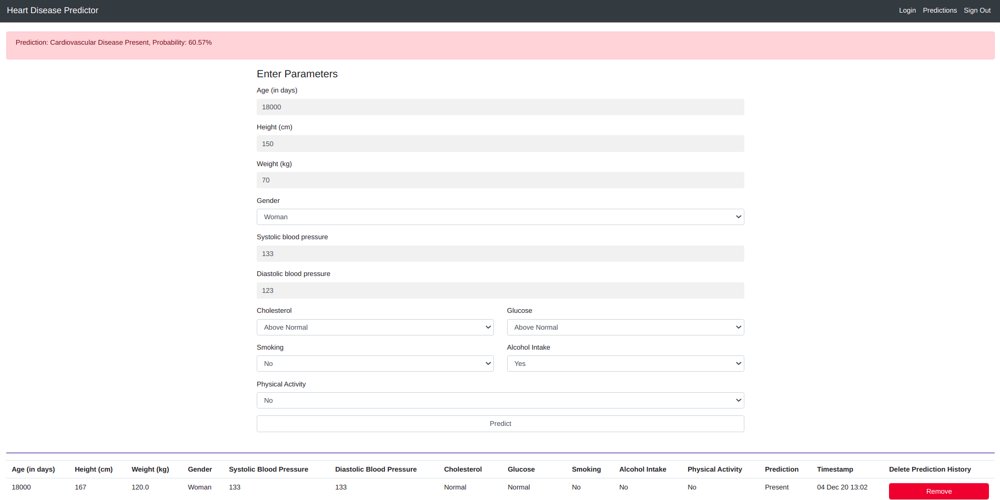 Heart Disease Predictor Login Predictions Sign Out
Prediction: Cardiovascular Disease Present, Probability: 60.57%
Enter Parameters
Age (in days)
18000
Height (cm)
150
Weight (kg)
70
Gender
Woman
Systolic blood pressure
133
Diastolic blood pressure
123
Cholesterol Glucose
Above Normal Above Normal
Smoking Alcohol Intake
No Yes
Physical Activity
No
Predict
Age (in days) Height (cm) Weight (kg) Gender Systolic Blood Pressure Diastolic Blood Pressure Cholesterol Glucose Smoking Alcohol Intake Physical Activity Prediction Timestamp Delete Prediction History
18000 167 120.0 Woman 133 133 Normal Normal No No No Present 04 Dec 20 13:02 Remove